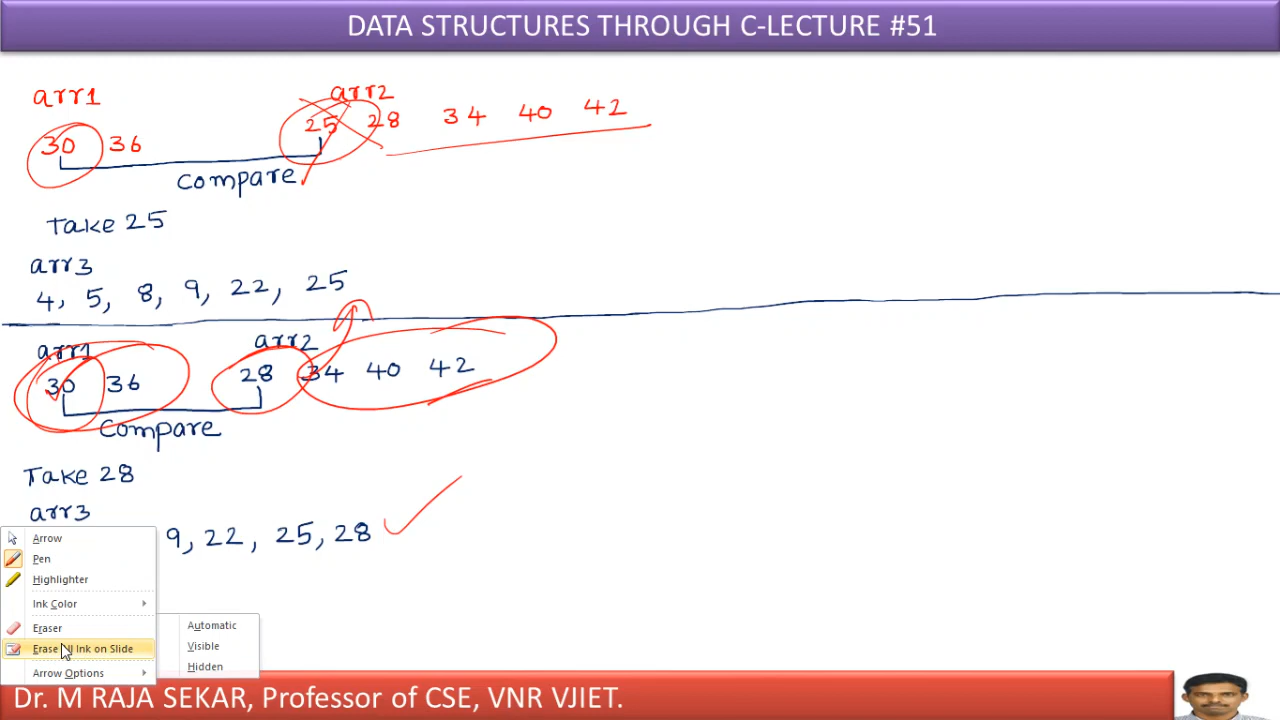 DATA STRUCTURES THROUGH C-LECTURE #51
arr1
arr2
30 36
25 28 34 40 42
Compare
Take 25
arr3
4, 5, 8, 9, 22, 25
arr1
arr2
30 36
28 34 40 42
Compare
Take 28
arr3
9, 22, 25, 28
Arrow
Pen
Highlighter
Ink Color
Eraser
Erase All Ink on Slide
Arrow Options
Automatic
Visible
Hidden
Dr. M RAJA SEKAR, Professor of CSE, VNR VJIET.